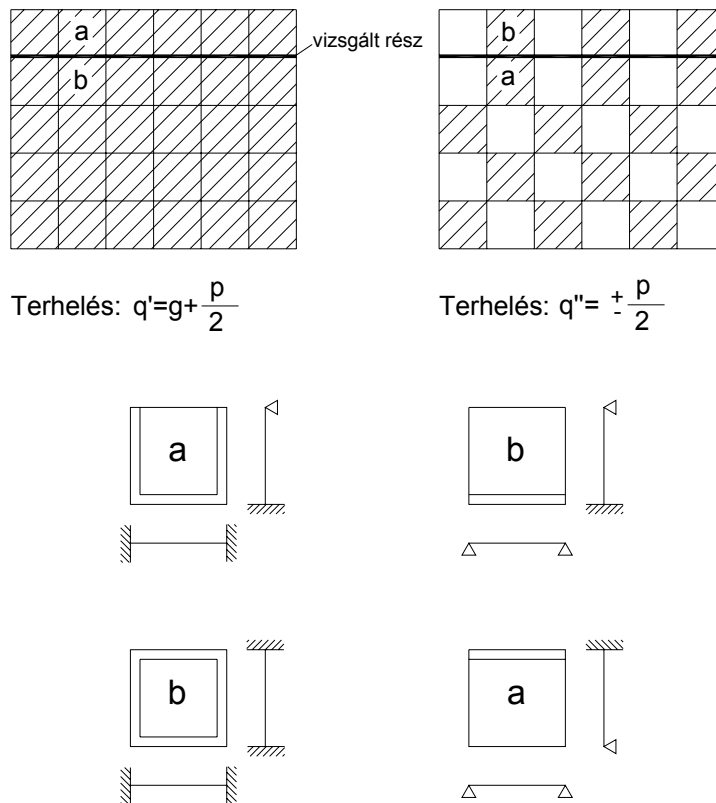 a
b
vizsgált rész
b
a
Terhelés: q'=g+p/2
Terhelés: q''= ±p/2
a
b
b
a